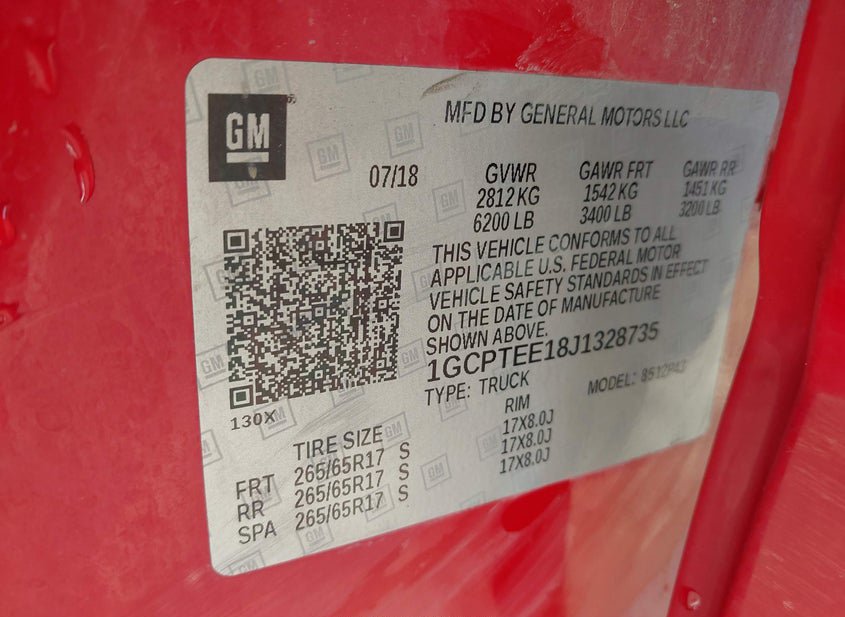 GM
MFD BY GENERAL MOTORS LLC
07/18
GVWR GAWR FRT GAWR RR
2812 KG 1542 KG 1451 KG
6200 LB 3400 LB 3200 LB
THIS VEHICLE CONFORMS TO ALL
APPLICABLE U.S. FEDERAL MOTOR
VEHICLE SAFETY STANDARDS IN EFFECT
ON THE DATE OF MANUFACTURE
SHOWN ABOVE.
1GCPTEE18J1328735
TYPE: TRUCK MODEL:
130X
TIRE SIZE RIM
FRT 265/65R17 S 17X8.0J
RR 265/65R17 S 17X8.0J
SPA 265/65R17 S 17X8.0J